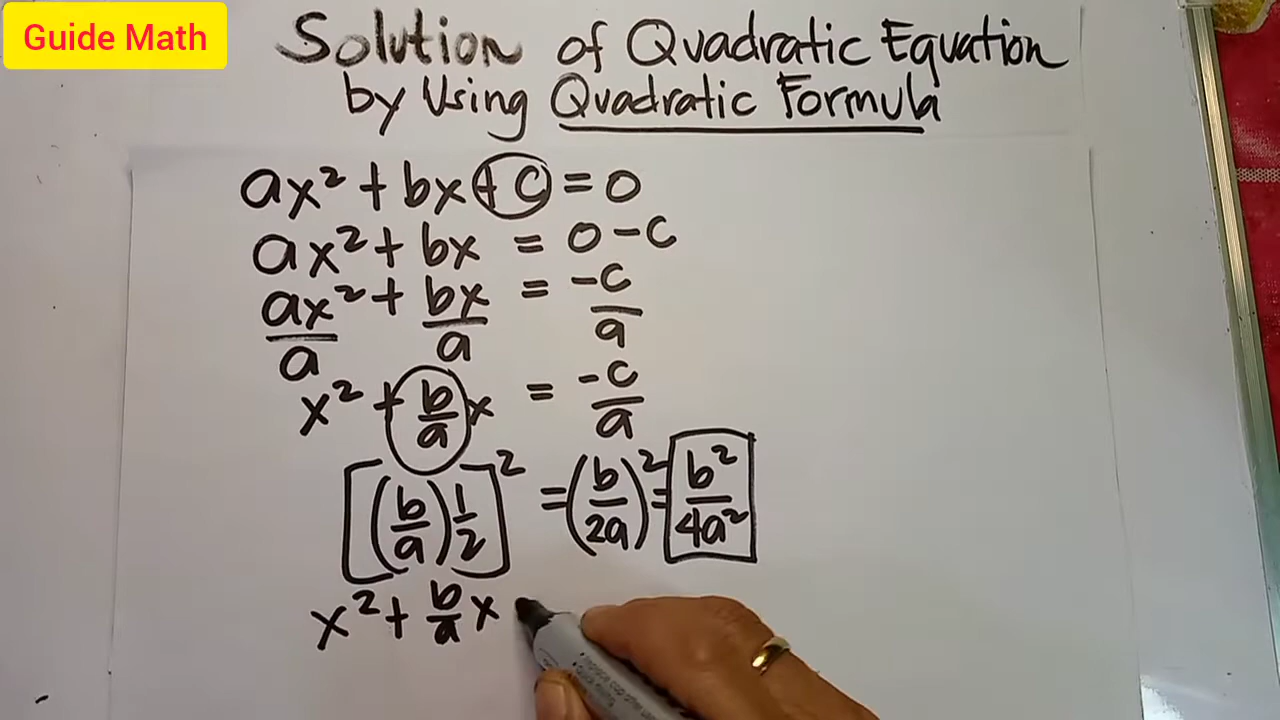 Guide Math
Solution of Quadratic Equation
by Using Quadratic Formula
ax² + bx + c = 0
ax² + bx = 0 - c
ax²/a + bx/a = -c/a
x² + b/a x = -c/a
[(b/a) 1/2]² = (b/2a)² = b²/4a²
x² + b/a x